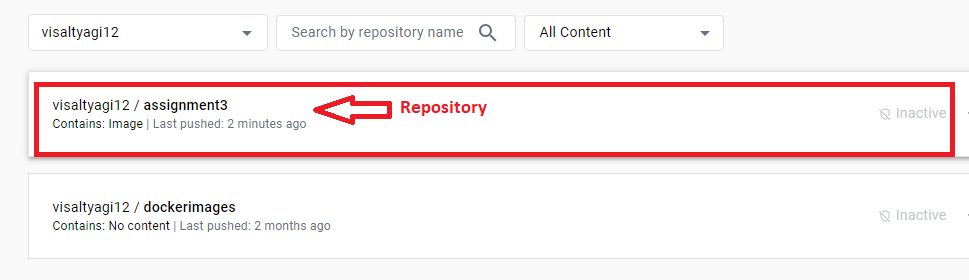 visaltyagi12
Search by repository name
All Content
visaltyagi12 / assignment3
Repository
Contains: Image | Last pushed: 2 minutes ago
Inactive
visaltyagi12 / dockerimages
Contains: No content | Last pushed: 2 months ago
Inactive